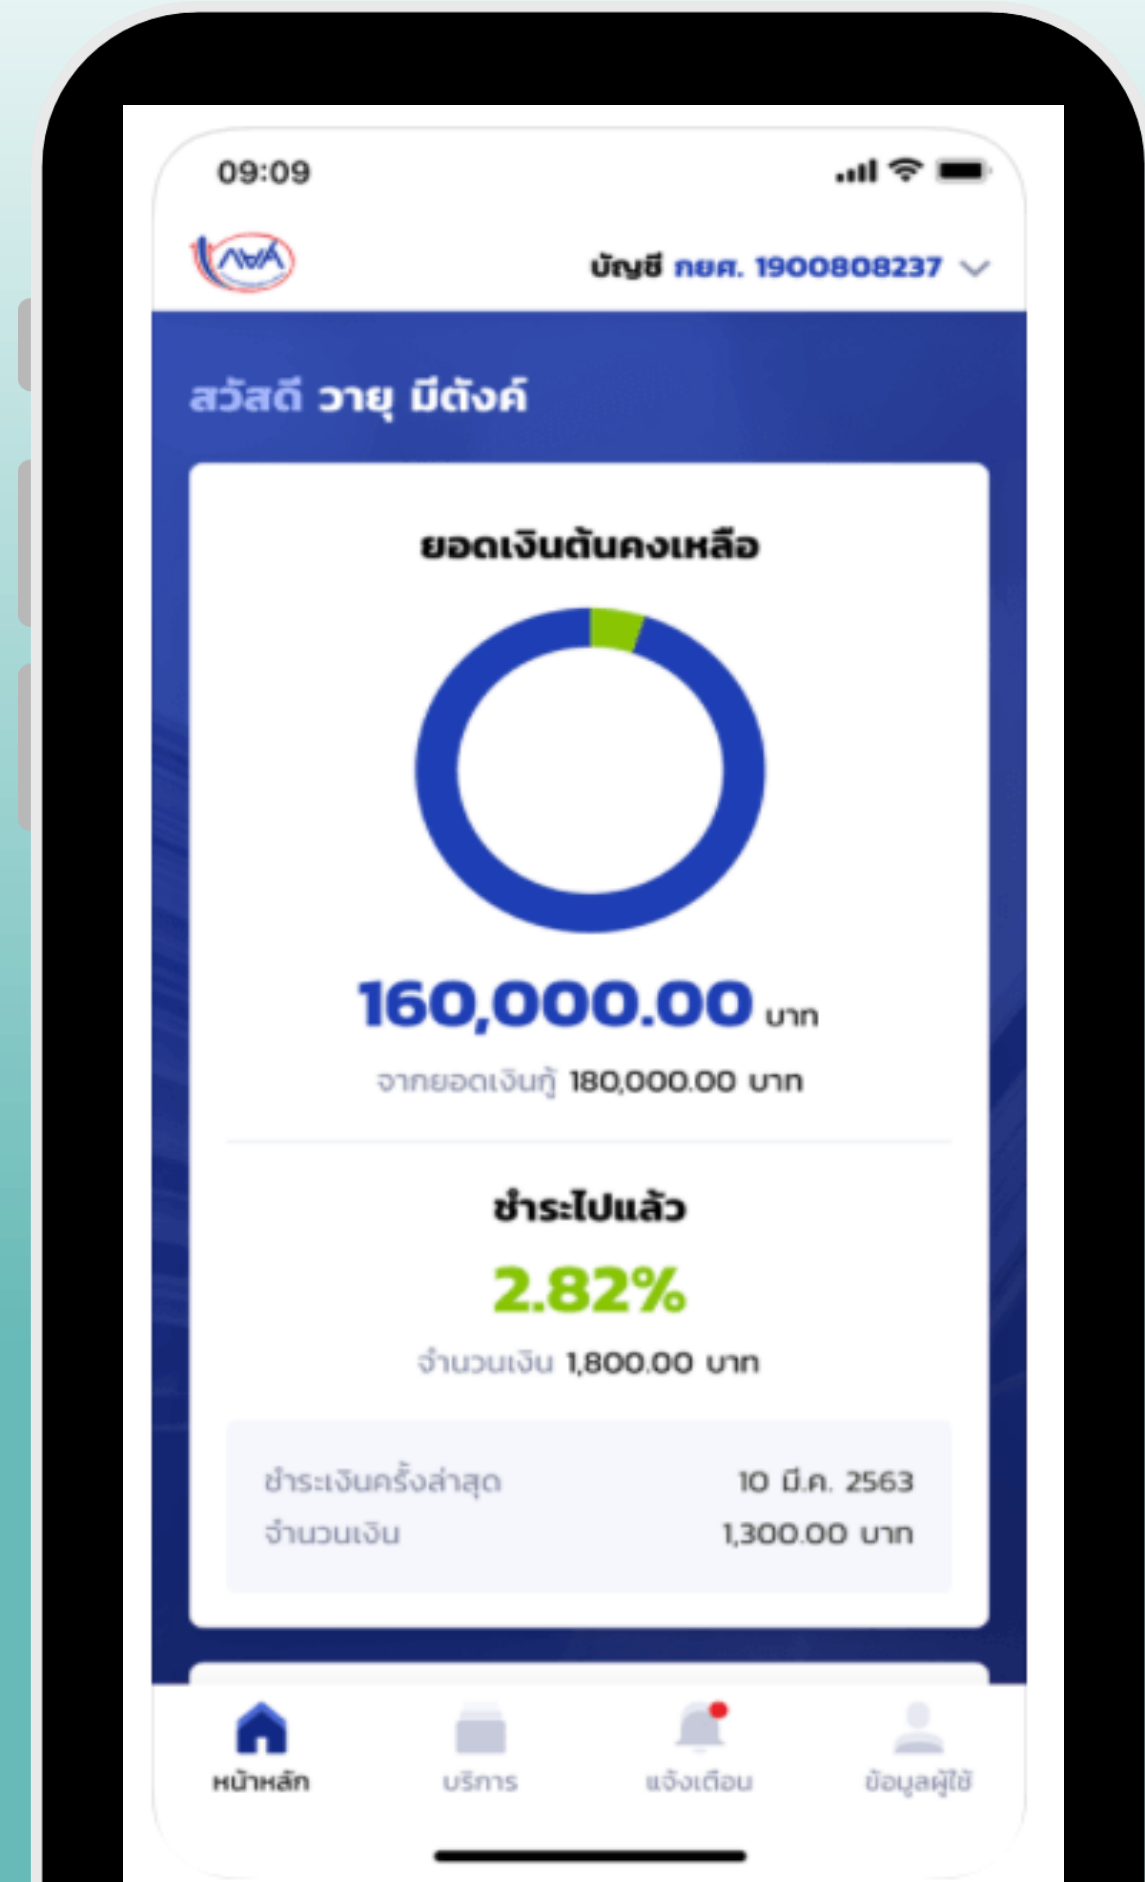 09:09
กยศ
บัญชี กยศ. 1900808237
สวัสดี วายุ มีตังค์
ยอดเงินต้นคงเหลือ
160,000.00 บาท
จากยอดเงินกู้ 180,000.00 บาท
ชำระไปแล้ว
2.82%
จำนวนเงิน 1,800.00 บาท
ชำระเงินครั้งล่าสุด 10 มี.ค. 2563
จำนวนเงิน 1,300.00 บาท
หน้าหลัก บริการ แจ้งเตือน ข้อมูลผู้ใช้